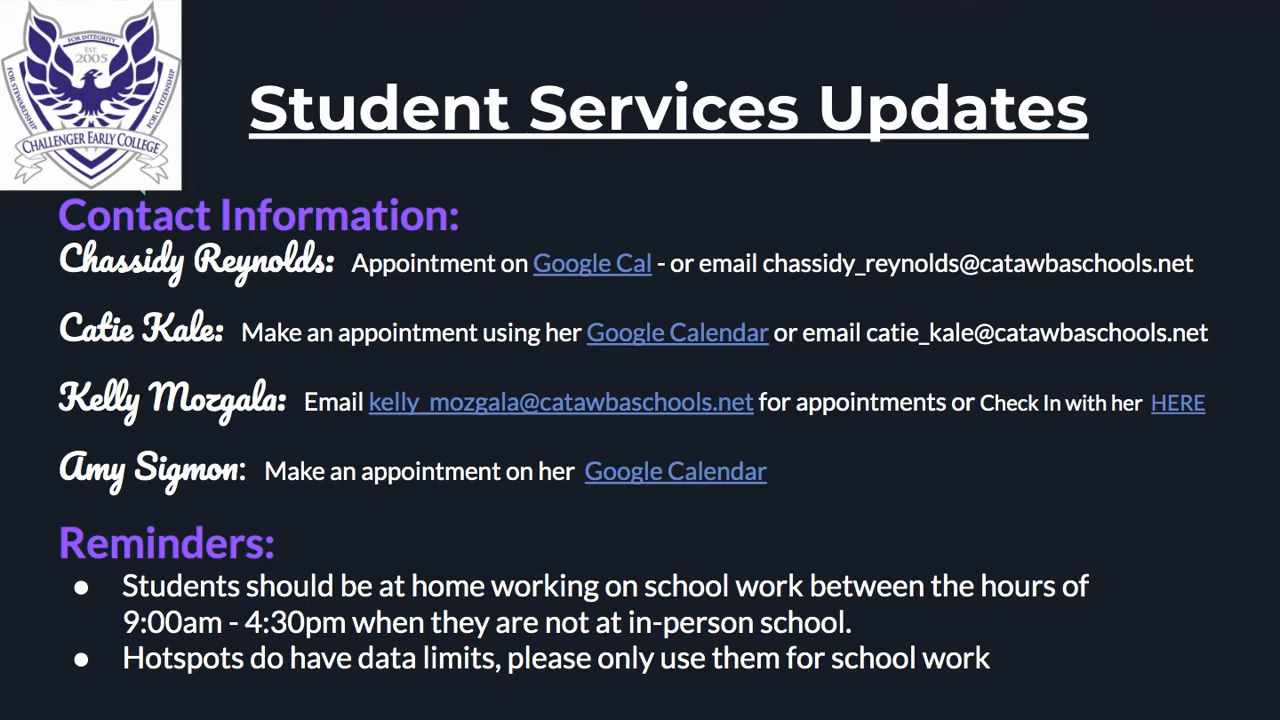 FOR INTEGRITY
Est.
2005
FOR STEWARDSHIP
FOR CITIZENSHIP
CHALLENGER EARLY COLLEGE
Student Services Updates
Contact Information:
Chassidy Reynolds: Appointment on Google Cal - or email chassidy_reynolds@catawbaschools.net
Catie Kale: Make an appointment using her Google Calendar or email catie_kale@catawbaschools.net
Kelly Mozgala: Email kelly_mozgala@catawbaschools.net for appointments or Check In with her HERE
Amy Sigmon: Make an appointment on her Google Calendar
Reminders:
● Students should be at home working on school work between the hours of
9:00am - 4:30pm when they are not at in-person school.
● Hotspots do have data limits, please only use them for school work